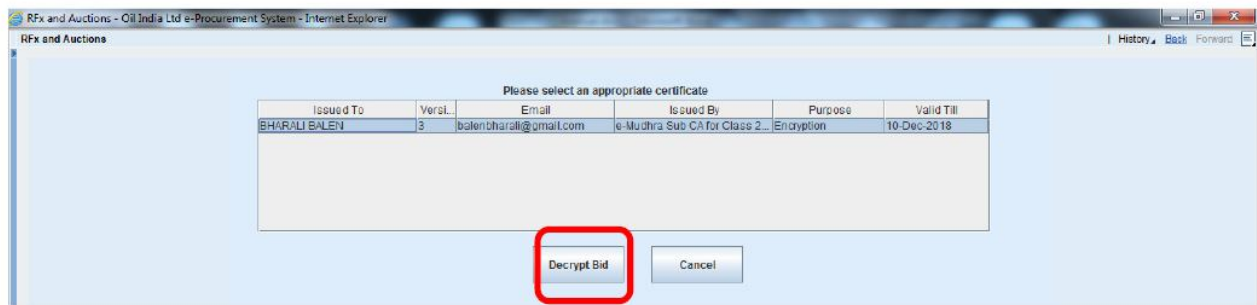 RFx and Auctions - Oil India Ltd e-Procurement System - Internet Explorer
RFx and Auctions | History Back Forward
Please select an appropriate certificate
Issued To Versi... Email Issued By Purpose Valid Till
BHARALI BALEN 3 balenbharali@gmail.com e-Mudhra Sub CA for Class 2... Encryption 10-Dec-2018
Decrypt Bid Cancel